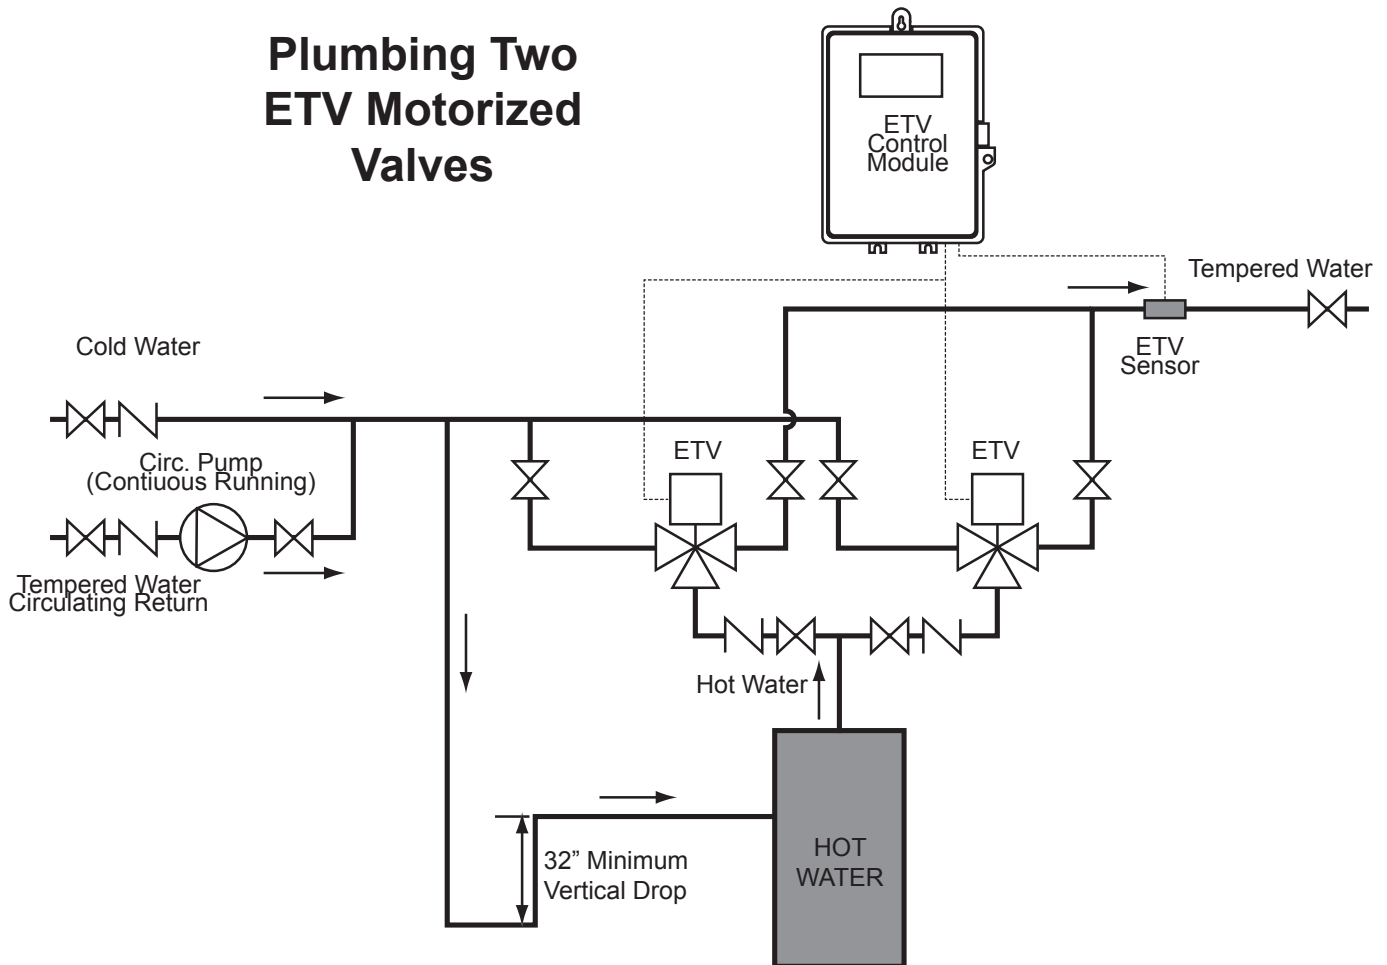 Plumbing Two
ETV Motorized
Valves
ETV
Control
Module
Tempered Water
ETV
Sensor
Cold Water
Circ. Pump
(Contiuous Running)
ETV
ETV
Tempered Water
Circulating Return
Hot Water
32” Minimum
Vertical Drop
HOT
WATER